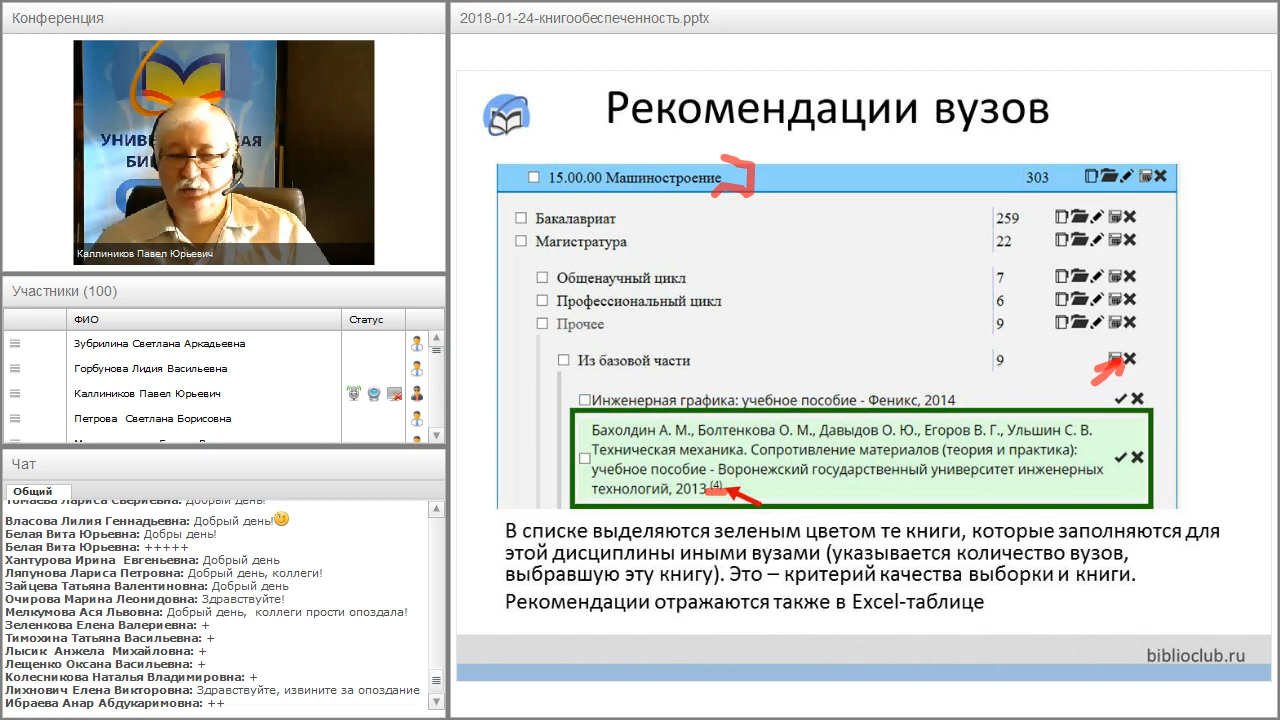 Конференция
УНИВЕ СКАЯ
БИБ
Каллиников Павел Юрьевич
Участники (100)
ФИО Статус
Зубрилина Светлана Аркадьевна
Горбунова Лидия Васильевна
Каллиников Павел Юрьевич
Петрова Светлана Борисовна
Чат
Общий
Томаева Лариса Свериевна: Добрый день!
Власова Лилия Геннадьевна: Добрый день!
Белая Вита Юрьевна: Добры день!
Белая Вита Юрьевна: +++++
Хантурова Ирина Евгеньевна: Добрый день
Ляпунова Лариса Петровна: Добрый день, коллеги!
Зайцева Татьяна Валентиновна: Добрый день
Очирова Марина Леонидовна: Здравствуйте!
Мелкумова Ася Львовна: Добрый день, коллеги прости опоздала!
Зеленкова Елена Валериевна: +
Тимохина Татьяна Васильевна: +
Лысик Анжела Михайловна: +
Лещенко Оксана Васильевна: +
Колесникова Наталья Владимировна: +
Лихнович Елена Викторовна: Здравствуйте, извините за опоздание
Ибраева Анар Абдукаримовна: ++
2018-01-24-книгообеспеченность.pptx
Рекомендации вузов
15.00.00 Машиностроение 303
Бакалавриат 259
Магистратура 22
Общенаучный цикл 7
Профессиональный цикл 6
Прочее 9
Из базовой части 9
Инженерная графика: учебное пособие - Феникс, 2014
Бахолдин А. М., Болтенкова О. М., Давыдов О. Ю., Егоров В. Г., Ульшин С. В.
Техническая механика. Сопротивление материалов (теория и практика):
учебное пособие - Воронежский государственный университет инженерных
технологий, 2013 (4)
В списке выделяются зеленым цветом те книги, которые заполняются для
этой дисциплины иными вузами (указывается количество вузов,
выбравшую эту книгу). Это – критерий качества выборки и книги.
Рекомендации отражаются также в Excel-таблице
biblioclub.ru